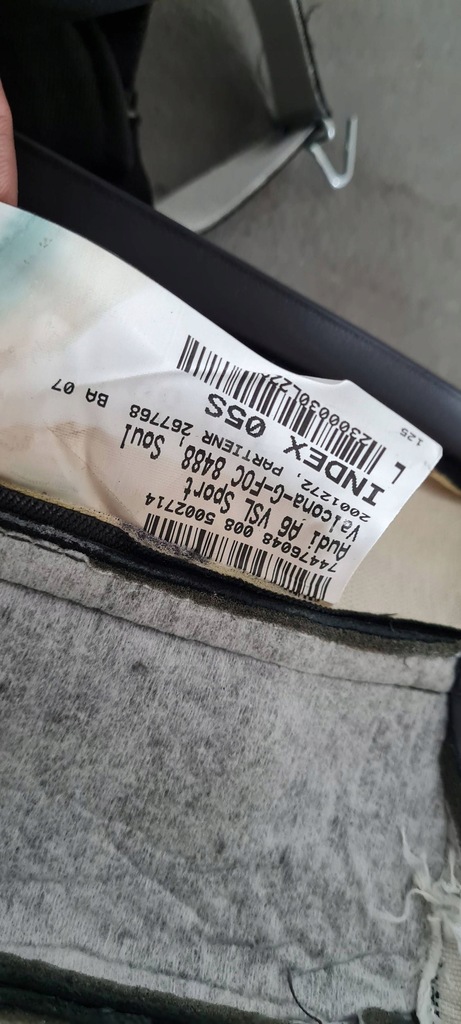 74476048 008 5002714
Audi A6 VSL Sport
Valcona-G-FOC 8488 , Soul
2001272, PARTIENR 267768 BA 07
INDEX 05S
L
125